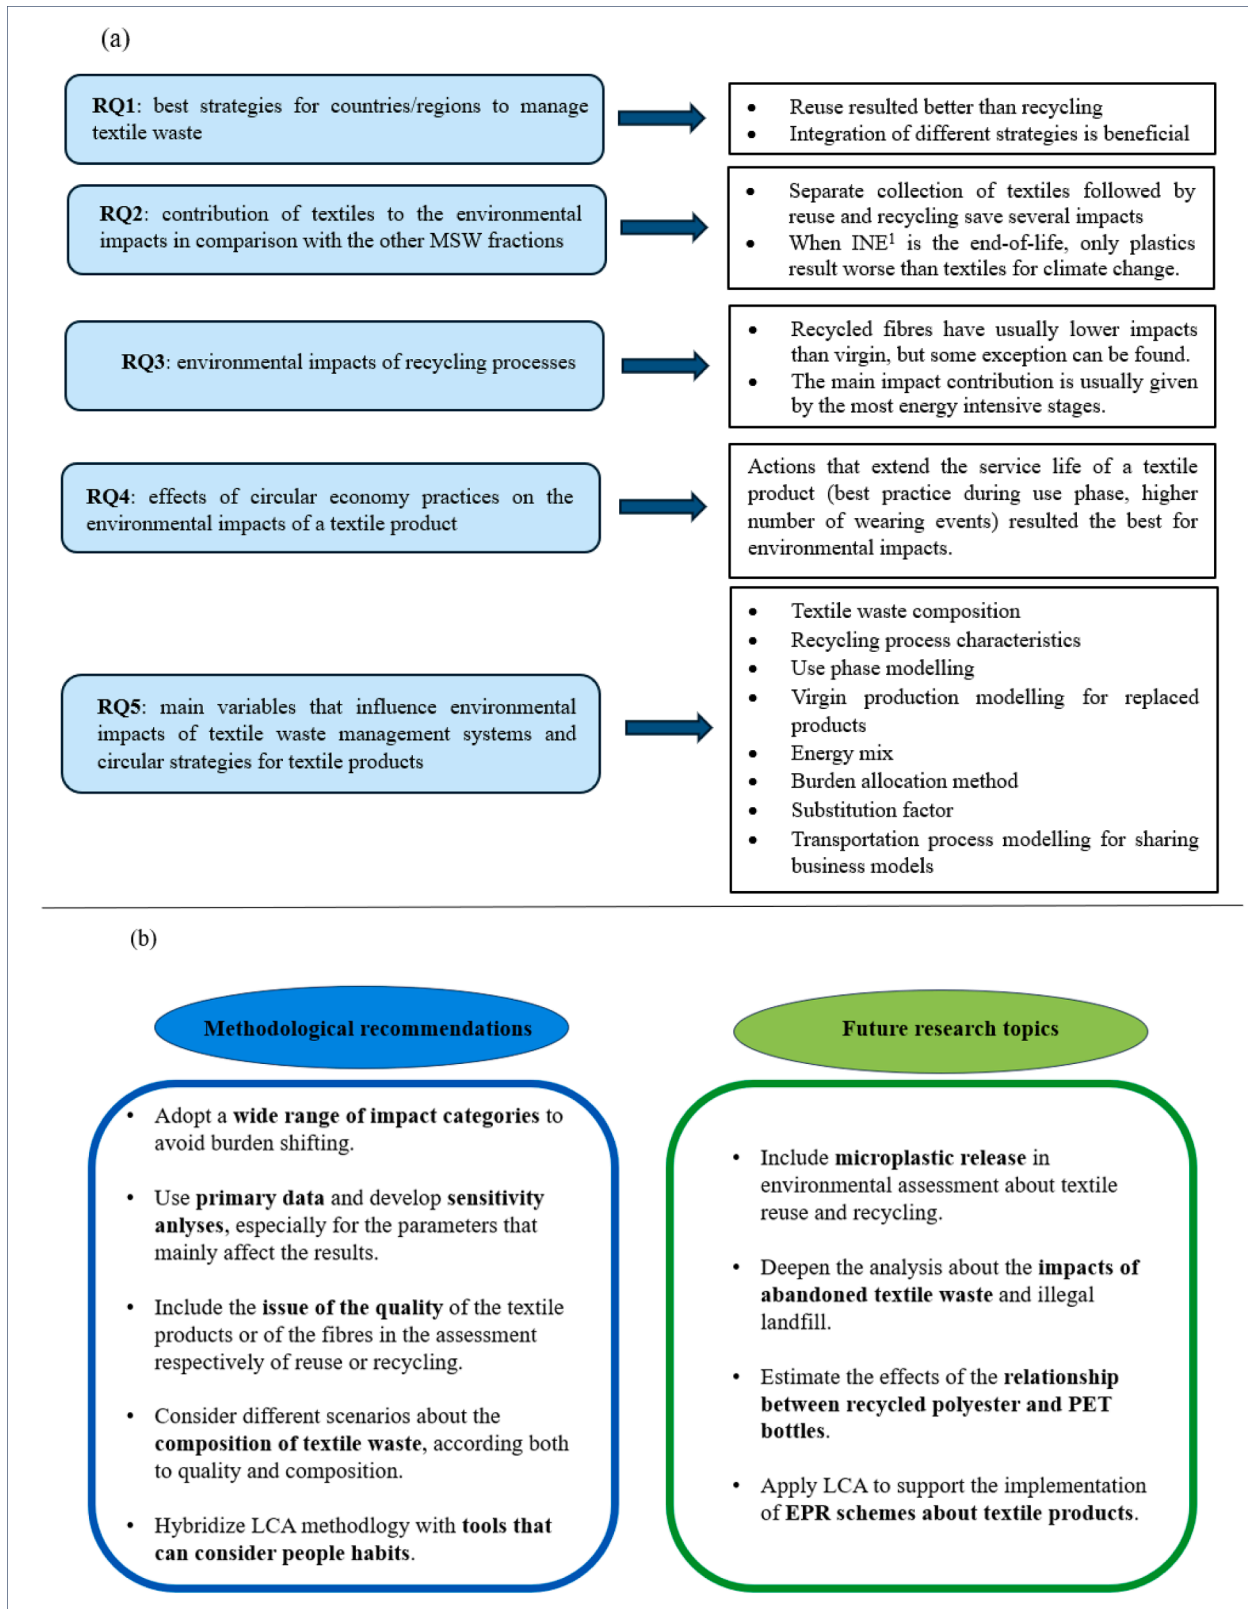 (a)
RQ1: best strategies for countries/regions to manage
textile waste
• Reuse resulted better than recycling
• Integration of different strategies is beneficial
RQ2: contribution of textiles to the environmental
impacts in comparison with the other MSW fractions
• Separate collection of textiles followed by
reuse and recycling save several impacts
• When INE¹ is the end-of-life, only plastics
result worse than textiles for climate change.
RQ3: environmental impacts of recycling processes
• Recycled fibres have usually lower impacts
than virgin, but some exception can be found.
• The main impact contribution is usually given
by the most energy intensive stages.
RQ4: effects of circular economy practices on the
environmental impacts of a textile product
Actions that extend the service life of a textile
product (best practice during use phase, higher
number of wearing events) resulted the best for
environmental impacts.
RQ5: main variables that influence environmental
impacts of textile waste management systems and
circular strategies for textile products
• Textile waste composition
• Recycling process characteristics
• Use phase modelling
• Virgin production modelling for replaced
products
• Energy mix
• Burden allocation method
• Substitution factor
• Transportation process modelling for sharing
business models
(b)
Methodological recommendations
• Adopt a wide range of impact categories to
avoid burden shifting.
• Use primary data and develop sensitivity
anlyses, especially for the parameters that
mainly affect the results.
• Include the issue of the quality of the textile
products or of the fibres in the assessment
respectively of reuse or recycling.
• Consider different scenarios about the
composition of textile waste, according both
to quality and composition.
• Hybridize LCA methodlogy with tools that
can consider people habits.
Future research topics
• Include microplastic release in
environmental assessment about textile
reuse and recycling.
• Deepen the analysis about the impacts of
abandoned textile waste and illegal
landfill.
• Estimate the effects of the relationship
between recycled polyester and PET
bottles.
• Apply LCA to support the implementation
of EPR schemes about textile products.